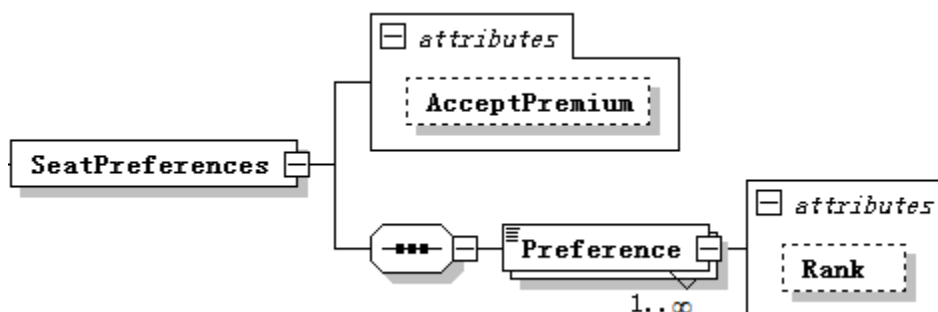 attributes
AcceptPremium
SeatPreferences
attributes
Preference
Rank
1..∞